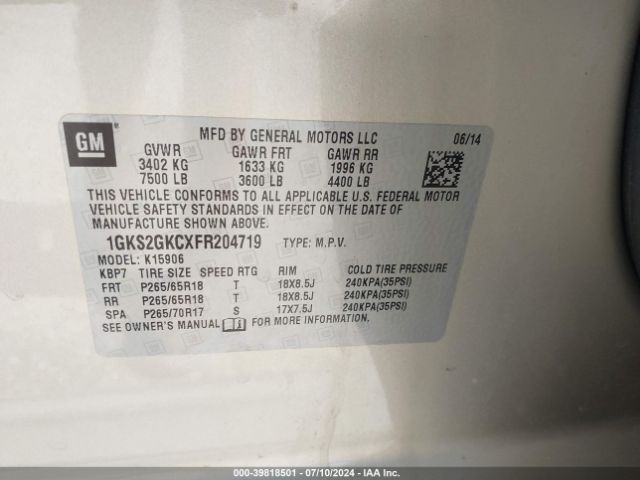 GM
MFD BY GENERAL MOTORS LLC 06/14
GVWR GAWR FRT GAWR RR
3402 KG 1633 KG 1996 KG
7500 LB 3600 LB 4400 LB
THIS VEHICLE CONFORMS TO ALL APPLICABLE U.S. FEDERAL MOTOR
VEHICLE SAFETY STANDARDS IN EFFECT ON THE DATE OF
MANUFACTURE SHOWN ABOVE.
1GKS2GKCXFR204719 TYPE: M.P.V.
MODEL: K15906
KBP7 TIRE SIZE SPEED RTG RIM COLD TIRE PRESSURE
FRT P265/65R18 T 18X8.5J 240KPA(35PSI)
RR P265/65R18 T 18X8.5J 240KPA(35PSI)
SPA P265/70R17 S 17X7.5J 240KPA(35PSI)
SEE OWNER'S MANUAL FOR MORE INFORMATION.
000-39818501 - 07/10/2024 - IAA Inc.